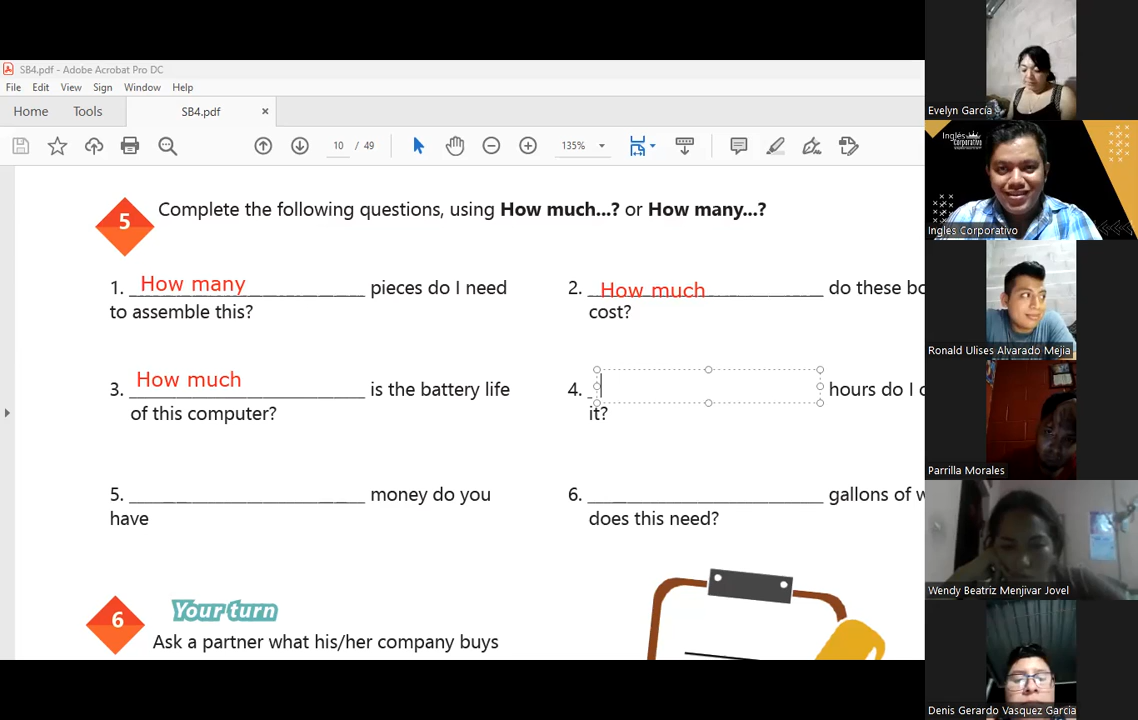 SB4.pdf - Adobe Acrobat Pro DC
File Edit View Sign Window Help
Home Tools SB4.pdf ×
10 / 49 135%
5 Complete the following questions, using How much...? or How many...?
1. How many pieces do I need
to assemble this?
2. How much do these bo
cost?
3. How much is the battery life
of this computer?
4. hours do I
it?
5. money do you
have
6. gallons of w
does this need?
6 Your turn
Ask a partner what his/her company buys
Evelyn García
Inglés
Corporativo
Ingles Corporativo
Ronald Ulises Alvarado Mejia
Parrilla Morales
Wendy Beatriz Menjivar Jovel
Denis Gerardo Vasquez García